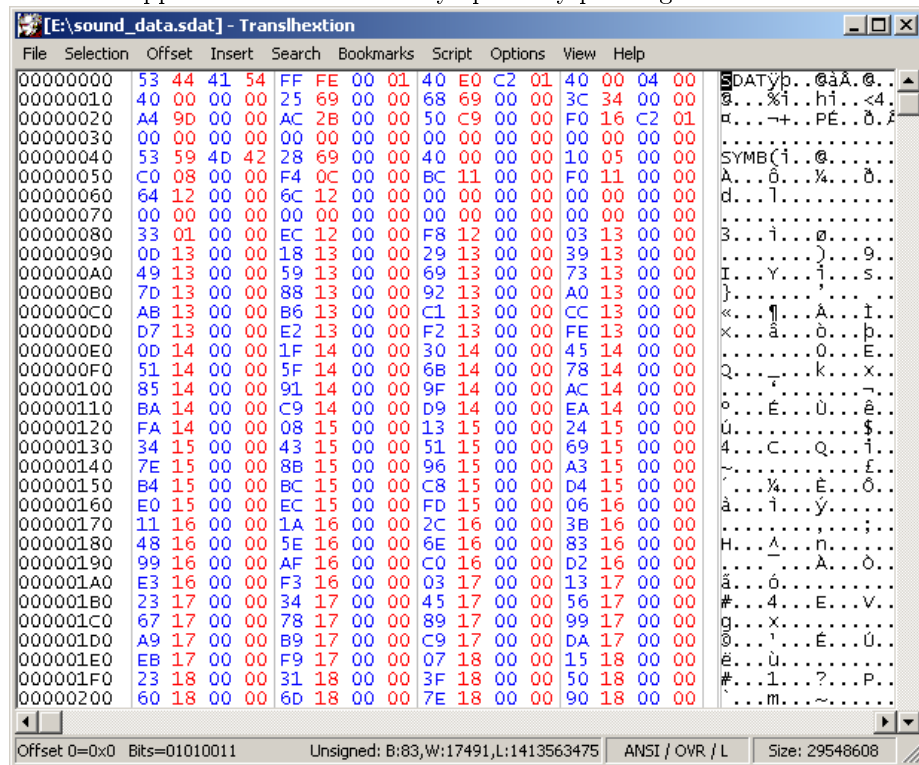 [E:\sound_data.sdat] - Translhextion
File Selection Offset Insert Search Bookmarks Script Options View Help
00000000 53 44 41 54 FF FE 00 01 40 E0 C2 01 40 00 04 00 SDATÿþ..@àÂ.@..
00000010 40 00 00 00 25 69 00 00 68 69 00 00 3C 34 00 00 @...%i..hi..<4.
00000020 A4 9D 00 00 AC 2B 00 00 50 C9 00 00 F0 16 C2 01 ¤...¬+..PÉ..ð.Â
00000030 00 00 00 00 00 00 00 00 00 00 00 00 00 00 00 00 ...............
00000040 53 59 4D 42 28 69 00 00 40 00 00 00 10 05 00 00 SYMB(i..@......
00000050 C0 08 00 00 F4 0C 00 00 BC 11 00 00 F0 11 00 00 À...ô...¼...ð..
00000060 64 12 00 00 6C 12 00 00 00 00 00 00 00 00 00 00 d...l..........
00000070 00 00 00 00 00 00 00 00 00 00 00 00 00 00 00 00 ...............
00000080 33 01 00 00 EC 12 00 00 F8 12 00 00 03 13 00 00 3...ì...ø......
00000090 0D 13 00 00 18 13 00 00 29 13 00 00 39 13 00 00 ........)...9..
000000A0 49 13 00 00 59 13 00 00 69 13 00 00 73 13 00 00 I...Y...i...s..
000000B0 7D 13 00 00 88 13 00 00 92 13 00 00 A0 13 00 00 }.......’......
000000C0 AB 13 00 00 B6 13 00 00 C1 13 00 00 CC 13 00 00 «...¶...Á...Ì..
000000D0 D7 13 00 00 E2 13 00 00 F2 13 00 00 FE 13 00 00 ×...â...ò...þ..
000000E0 0D 14 00 00 1F 14 00 00 30 14 00 00 45 14 00 00 ........0...E..
000000F0 51 14 00 00 5F 14 00 00 6B 14 00 00 78 14 00 00 Q..._...k...x..
00000100 85 14 00 00 91 14 00 00 9F 14 00 00 AC 14 00 00 ....‘.......¬..
00000110 BA 14 00 00 C9 14 00 00 D9 14 00 00 EA 14 00 00 º...É...Ù...ê..
00000120 FA 14 00 00 08 15 00 00 13 15 00 00 24 15 00 00 ú...........$..
00000130 34 15 00 00 43 15 00 00 51 15 00 00 69 15 00 00 4...C...Q...i..
00000140 7E 15 00 00 8B 15 00 00 96 15 00 00 A3 15 00 00 ~...........£..
00000150 B4 15 00 00 BC 15 00 00 C8 15 00 00 D4 15 00 00 ´...¼...È...Ô..
00000160 E0 15 00 00 EC 15 00 00 FD 15 00 00 06 16 00 00 à...ì...ý......
00000170 11 16 00 00 1A 16 00 00 2C 16 00 00 3B 16 00 00 ........,...;..
00000180 48 16 00 00 5E 16 00 00 6E 16 00 00 83 16 00 00 H...^...n......
00000190 99 16 00 00 AF 16 00 00 C0 16 00 00 D2 16 00 00 ....¯...À...Ò..
000001A0 E3 16 00 00 F3 16 00 00 03 17 00 00 13 17 00 00 ã...ó..........
000001B0 23 17 00 00 34 17 00 00 45 17 00 00 56 17 00 00 #...4...E...V..
000001C0 67 17 00 00 78 17 00 00 89 17 00 00 99 17 00 00 g...x..........
000001D0 A9 17 00 00 B9 17 00 00 C9 17 00 00 DA 17 00 00 ©...¹...É...Ú..
000001E0 EB 17 00 00 F9 17 00 00 07 18 00 00 15 18 00 00 ë...ù..........
000001F0 23 18 00 00 31 18 00 00 3F 18 00 00 50 18 00 00 #...1...?...P..
00000200 60 18 00 00 6D 18 00 00 7E 18 00 00 90 18 00 00 `...m...~......
Offset 0=0x0 Bits=01010011 Unsigned: B:83,W:17491,L:1413563475 ANSI / OVR / L Size: 29548608